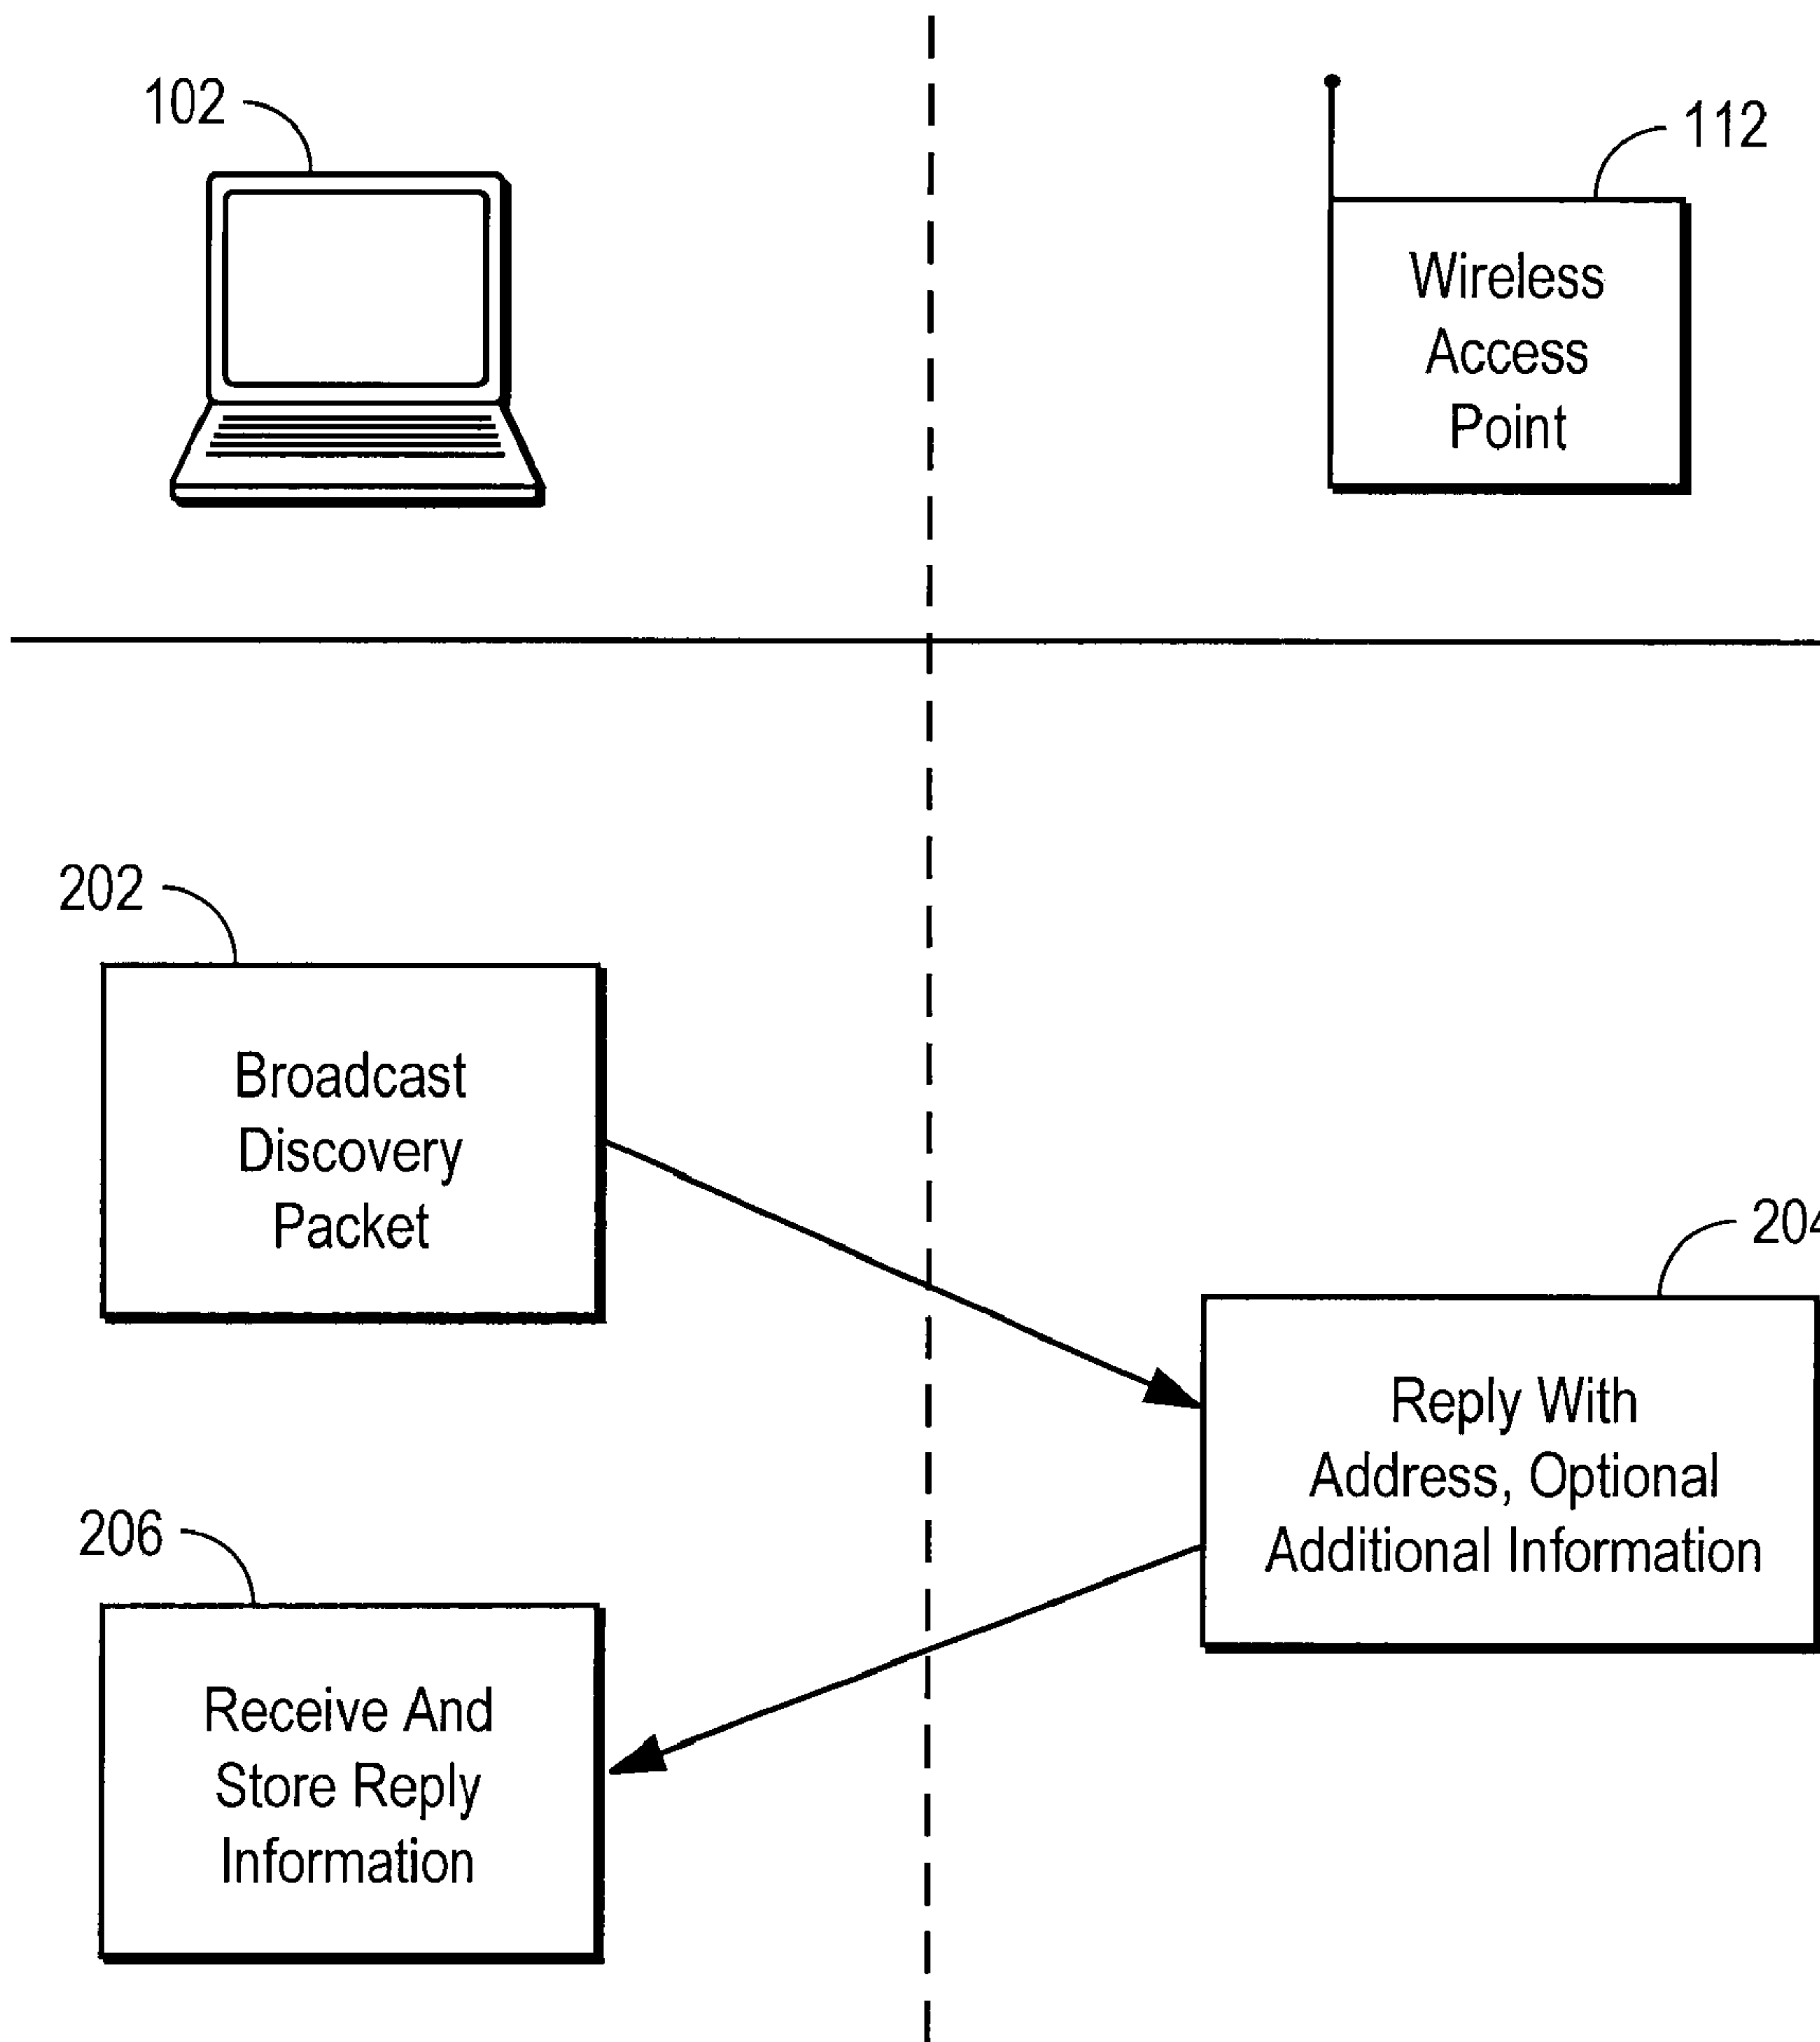 102
112
Wireless
Access
Point
202
Broadcast
Discovery
Packet
204
Reply With
Address, Optional
Additional Information
206
Receive And
Store Reply
Information